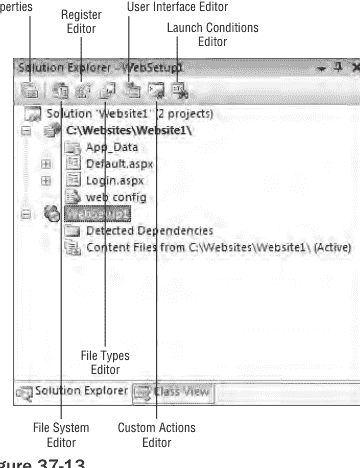 perties
Register
Editor
User Interface Editor
Launch Conditions
Editor
Solution Explorer - WebSetup1
Solution 'Website1' (2 projects)
C:\Websites\Website1\
App_Data
Default.aspx
Login.aspx
web config
WebSetup1
Detected Dependencies
Content Files from C:\Websites\Website1\ (Active)
File Types
Editor
Solution Explorer
Class View
File System
Editor
Custom Actions
Editor
gure 37-13